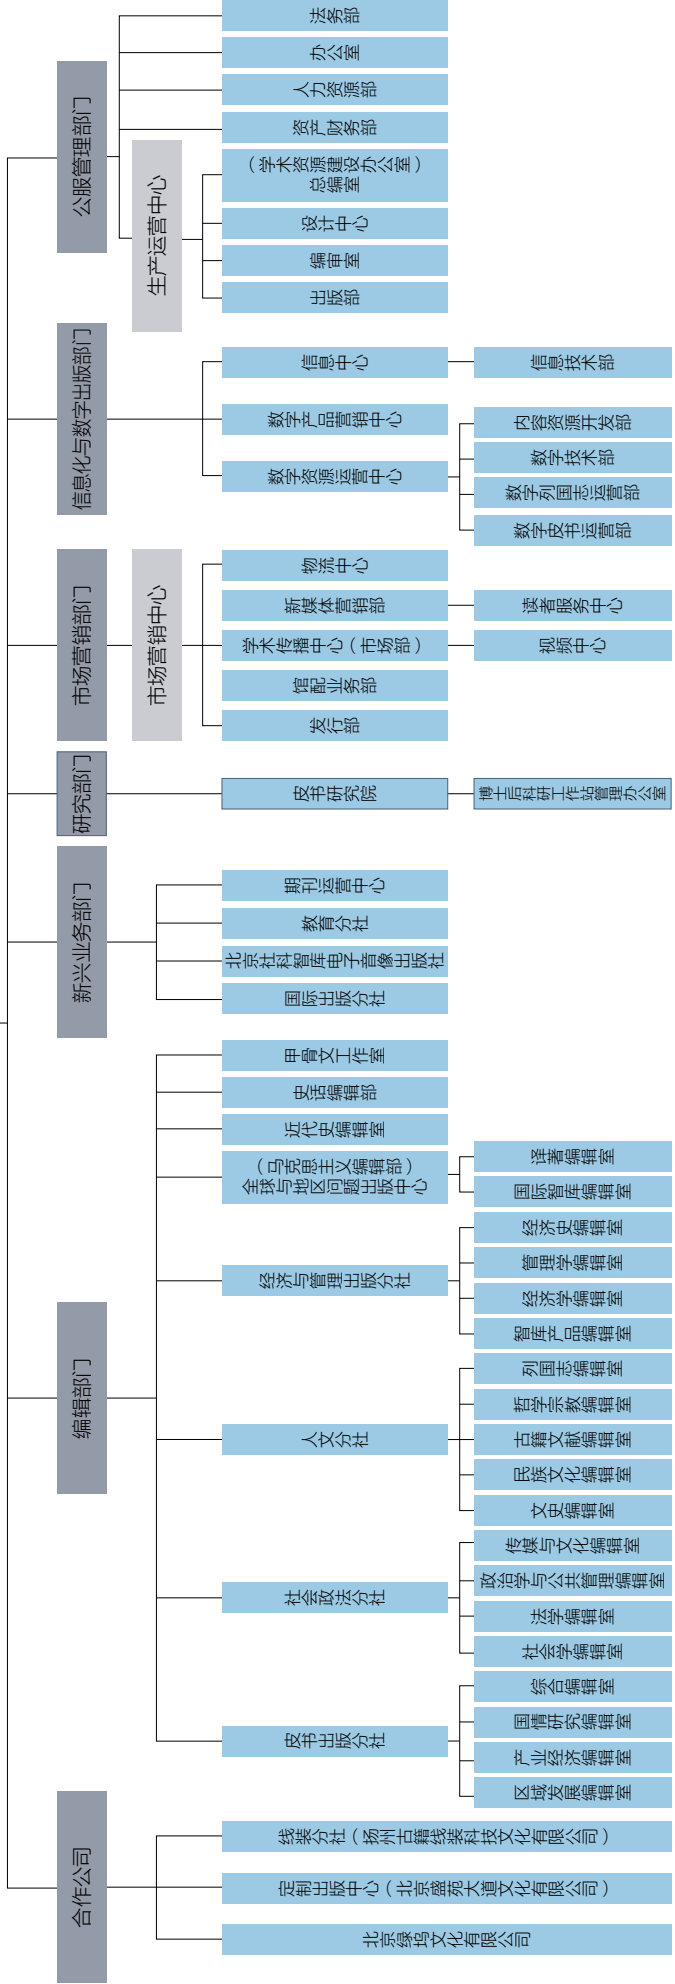 公服管理部门
法务部
办公室
人力资源部
资产财务部
生产运营中心
（学术资源建设办公室）
总编室
设计中心
编审室
出版部
信息化与数字出版部门
信息中心
信息技术部
数字产品营销中心
数字资源运营中心
内容资源开发部
数字技术部
数字列国志运营部
数字皮书运营部
市场营销部门
市场营销中心
物流中心
新媒体营销部
读者服务中心
学术传播中心（市场部）
视频中心
馆配业务部
发行部
研究部门
皮书研究院
博士后科研工作站管理办公室
新兴业务部门
期刊运营中心
教育分社
北京社科智库电子音像出版社
国际出版分社
编辑部门
甲骨文工作室
史话编辑部
近代史编辑室
（马克思主义编辑部）
全球与地区问题出版中心
译者编辑室
国际智库编辑室
经济与管理出版分社
经济史编辑室
管理学编辑室
经济学编辑室
智库产品编辑室
人文分社
列国志编辑室
哲学宗教编辑室
古籍文献编辑室
民族文化编辑室
文史编辑室
社会政法分社
传媒与文化编辑室
政治学与公共管理编辑室
法学编辑室
社会学编辑室
皮书出版分社
综合编辑室
国情研究编辑室
产业经济编辑室
区域发展编辑室
合作公司
线装分社（扬州古籍线装科技文化有限公司）
定制出版中心（北京盛苑大道文化有限公司）
北京绿坞文化有限公司